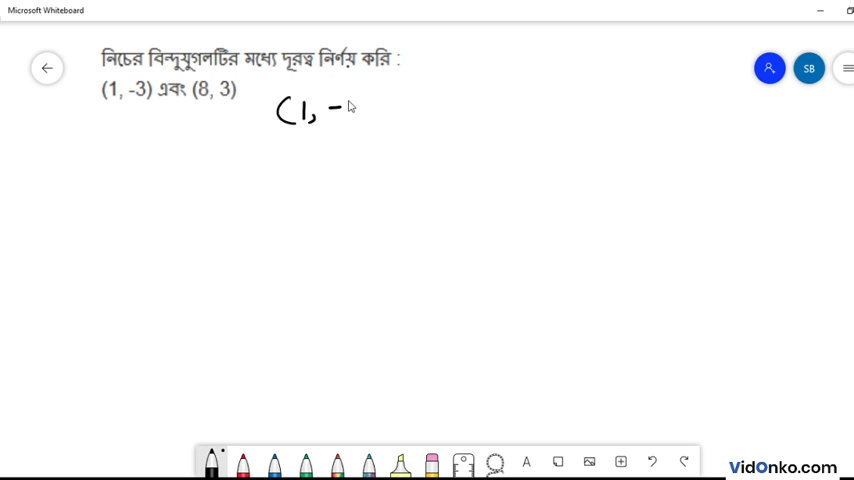 Microsoft Whiteboard
নিচের বিন্দুযুগলটির মধ্যে দূরত্ব নির্ণয় করি :
(1, -3) এবং (8, 3)
(1, -
SB
A
VidOnko.com